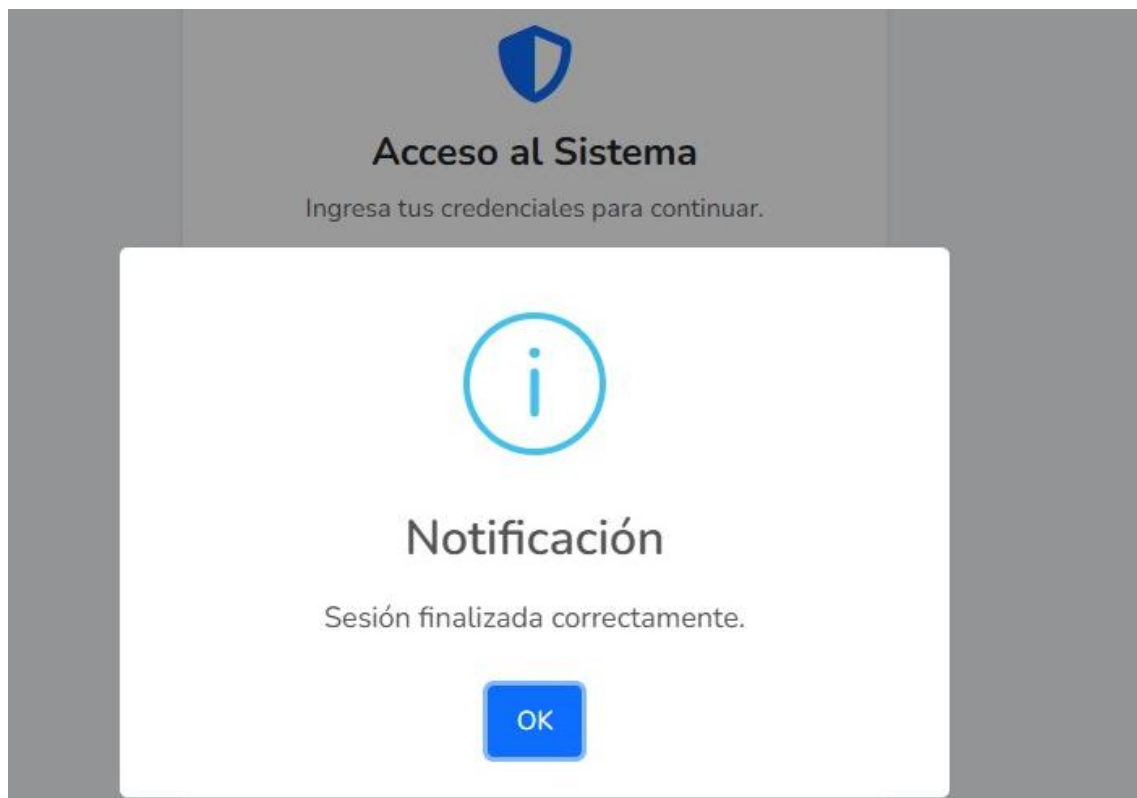 Acceso al Sistema
Ingresa tus credenciales para continuar.
Notificación
Sesión finalizada correctamente.
OK